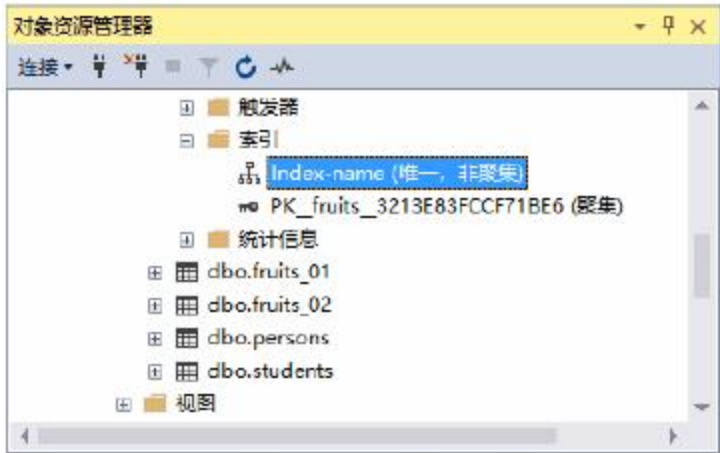 对象资源管理器
连接
触发器
索引
Index-name (唯一，非聚集)
PK__fruits__3213E83FCCF71BE6 (聚集)
统计信息
dbo.fruits_01
dbo.fruits_02
dbo.persons
dbo.students
视图